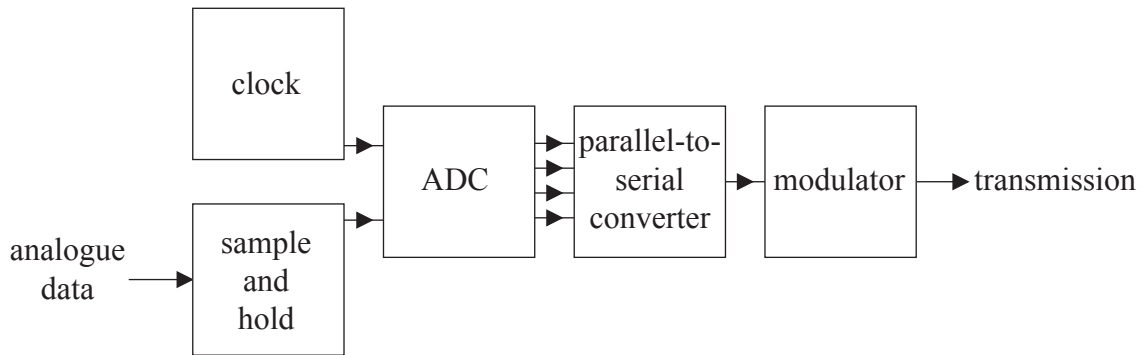 clock
ADC
parallel-to-
serial
converter
modulator
transmission
analogue
data
sample
and
hold